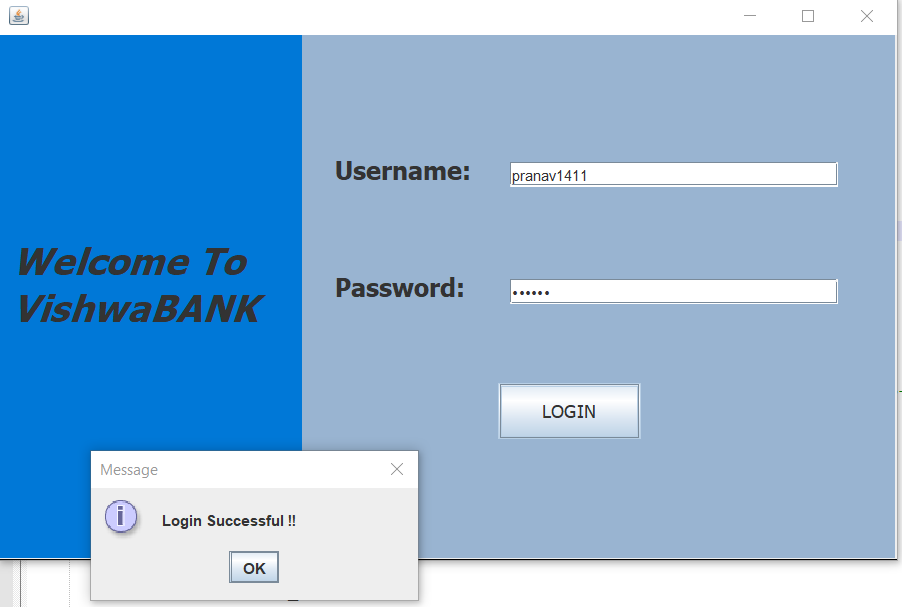 Username:
pranav1411
Welcome To
VishwaBANK
Password:
••••••
LOGIN
Message
Login Successful !!
OK